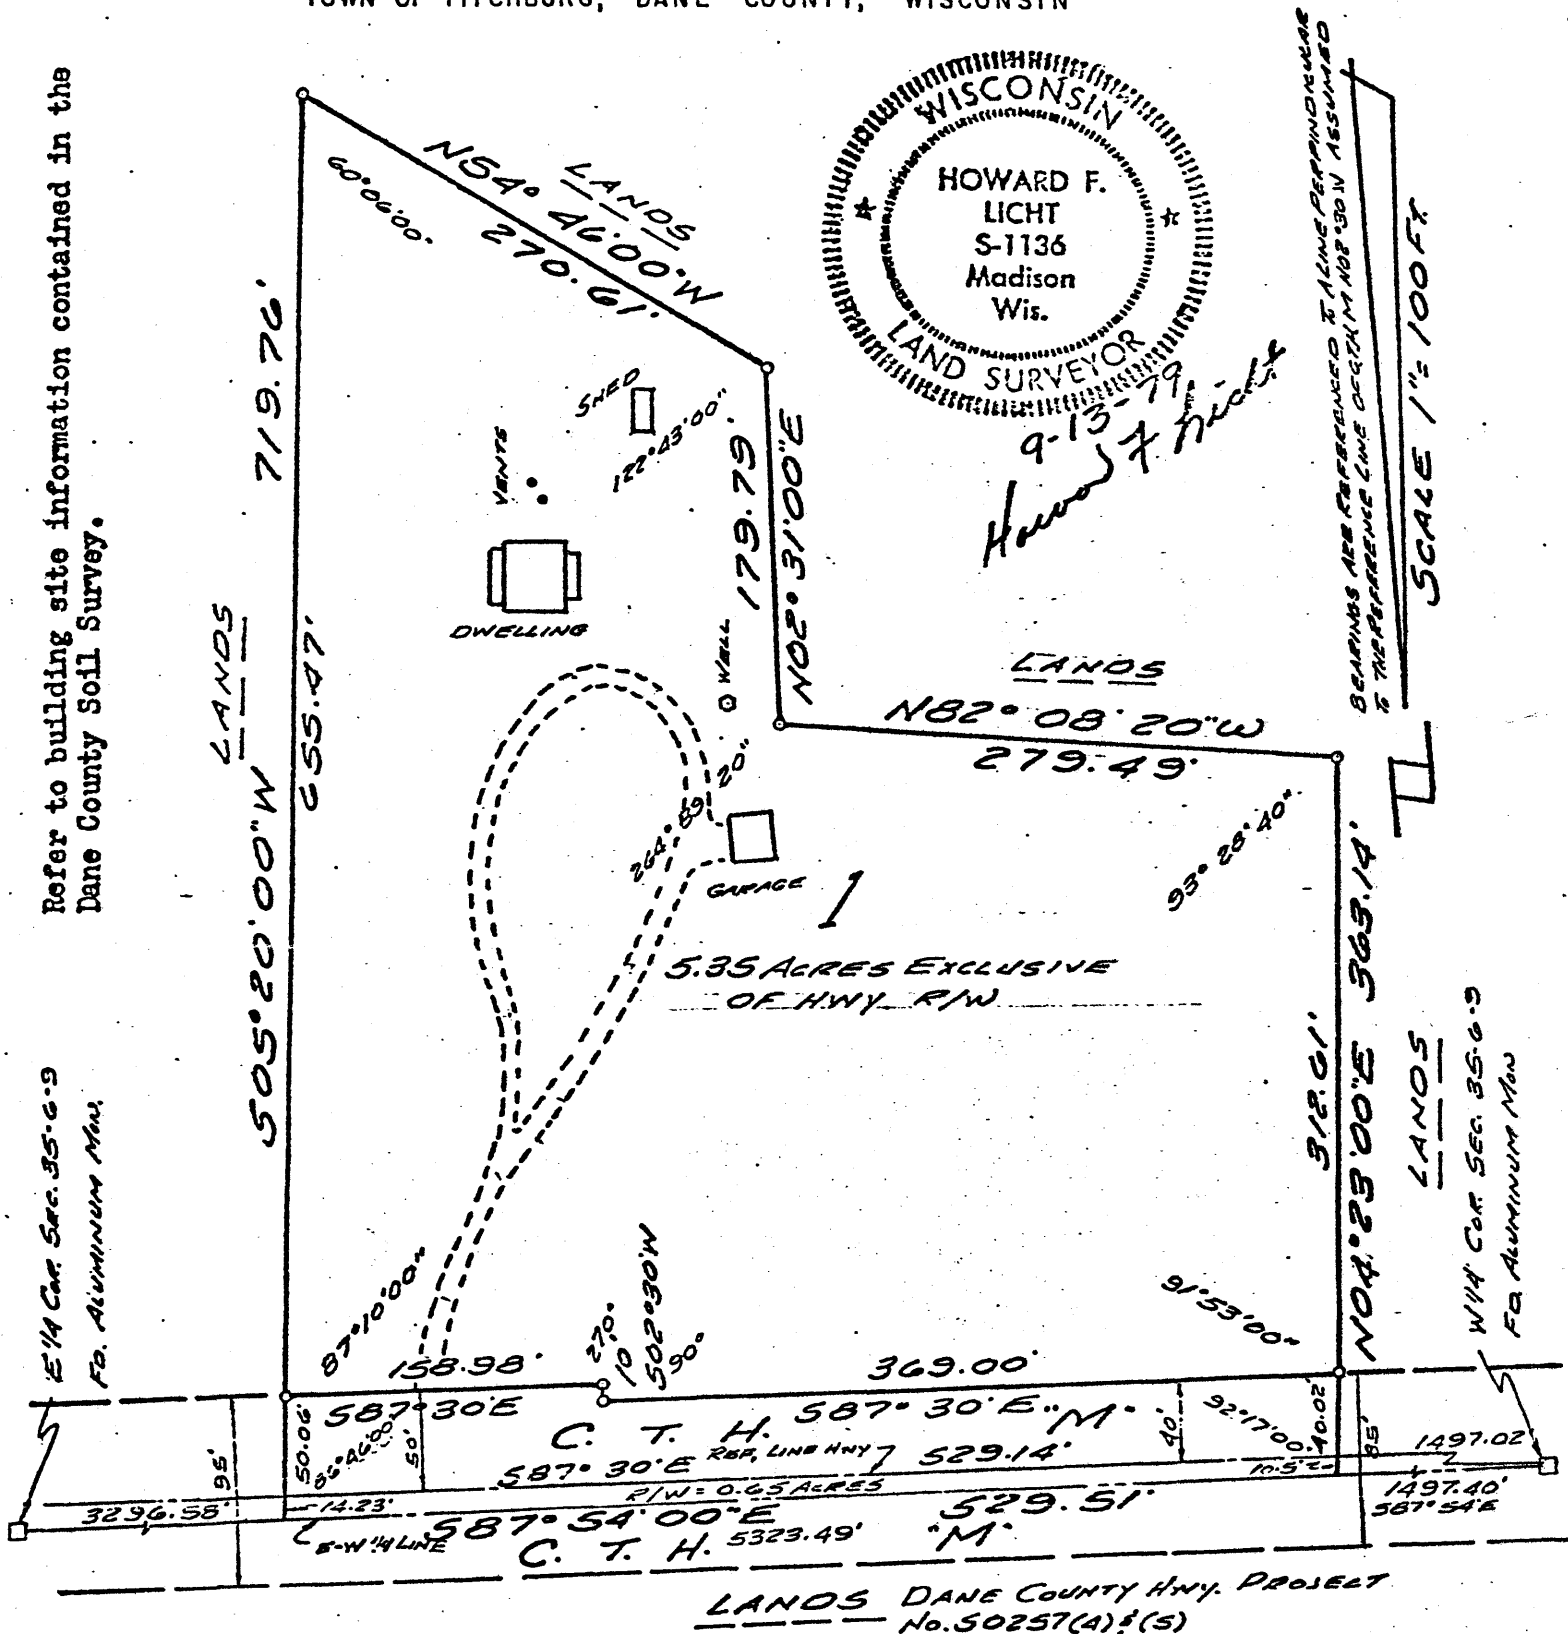 TOWN OF FITCHBURG, DANE COUNTY, WISCONSIN
Refer to building site information contained in the
Dane County Soil Survey.
WISCONSIN
HOWARD F.
LICHT
S-1136
Madison
Wis.
LAND SURVEYOR
9-13-79
Howard F Licht
BEARINGS ARE REFERENCED TO A LINE PERPINDICULAR
TO THE REFERENCE LINE OF CTH M N02°30'W ASSUMED
SCALE 1"= 100 FT.
LANDS
N54° 46'00"W
270.61'
60°06'00"
719.76'
SHED
122°43'00"
VENTS
179.79'
N02°31'00"E
DWELLING
WELL
LANDS
655.47'
S05°20'00"W
LANDS
N82° 08' 20"W
279.49'
264° 89' 20"
GARAGE
1
93° 28' 40"
5.35 ACRES EXCLUSIVE
OF HWY R/W
363.14'
312.61'
N04°23'00"E
LANDS
E 1/4 COR. SEC. 35-6-9
FD. ALUMINUM MON.
W 1/4 COR. SEC. 35-6-9
FD. ALUMINUM MON
87°10'00"
158.98'
270°
10'
S02°30'W
90°
369.00'
91°53'00"
S87°30'E
C. T. H. "M"
S87° 30'E
50.06'
86°46'00"
50'
95'
40'
92°17'00"
40.02'
85'
1497.02'
S87° 30'E REF. LINE HWY 529.14'
10.52'
R/W = 0.65 ACRES
3296.58'
14.23'
S87° 54' 00"E
529.51'
1497.40'
S87°54'E
E-W 1/4 LINE
C. T. H. 5323.49' "M"
LANDS
DANE COUNTY HWY. PROJECT
No. S0257(4) & (5)